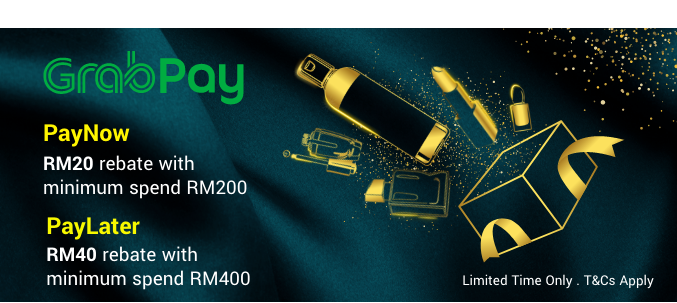 GrabPay
PayNow
RM20 rebate with
minimum spend RM200
PayLater
RM40 rebate with
minimum spend RM400
Limited Time Only . T&Cs Apply